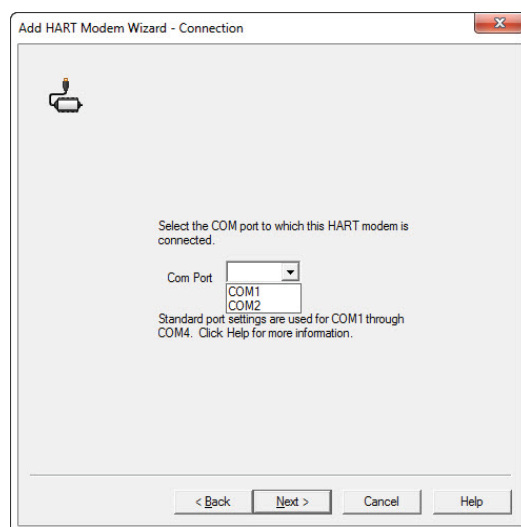 Add HART Modem Wizard - Connection
Select the COM port to which this HART modem is
connected.
Com Port
COM1
COM2
Standard port settings are used for COM1 through
COM4. Click Help for more information.
< Back
Next >
Cancel
Help